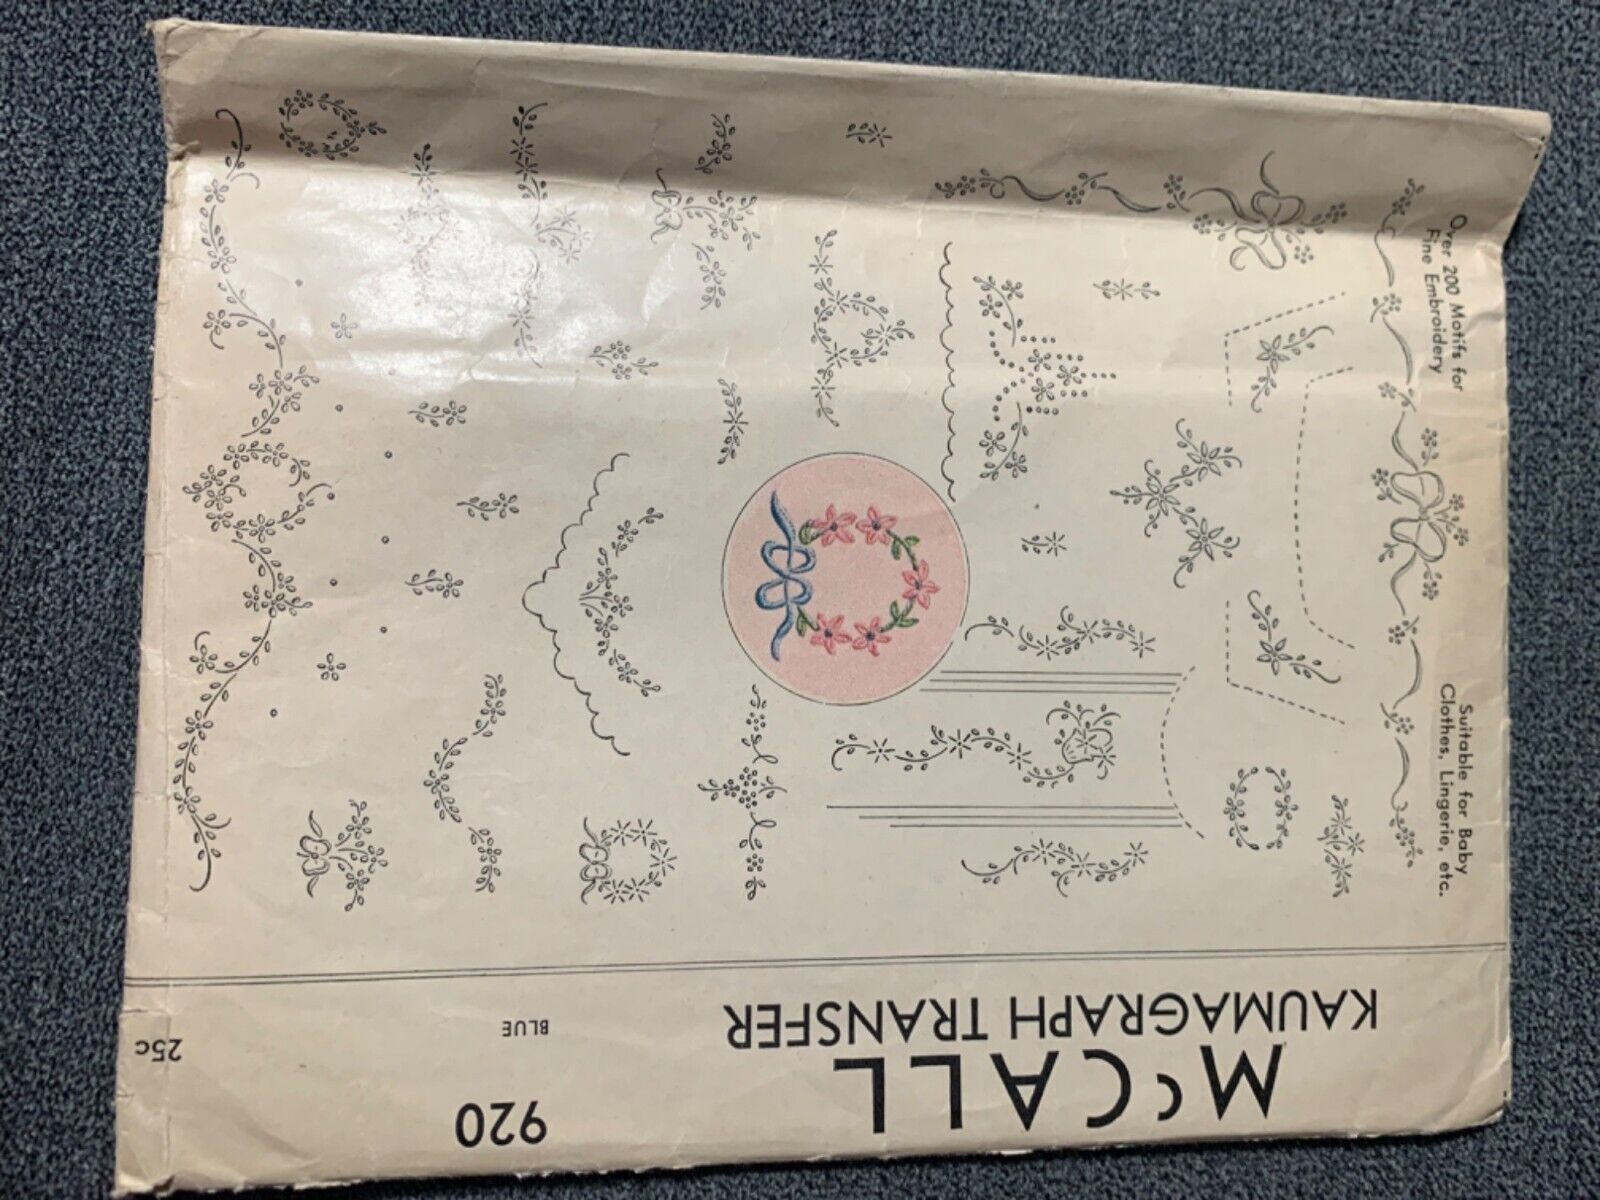 McCALL
920
KAUMAGRAPH TRANSFER
BLUE
25c
Over 200 Motifs for
Fine Embroidery
Suitable for Baby
Clothes, Lingerie, etc.